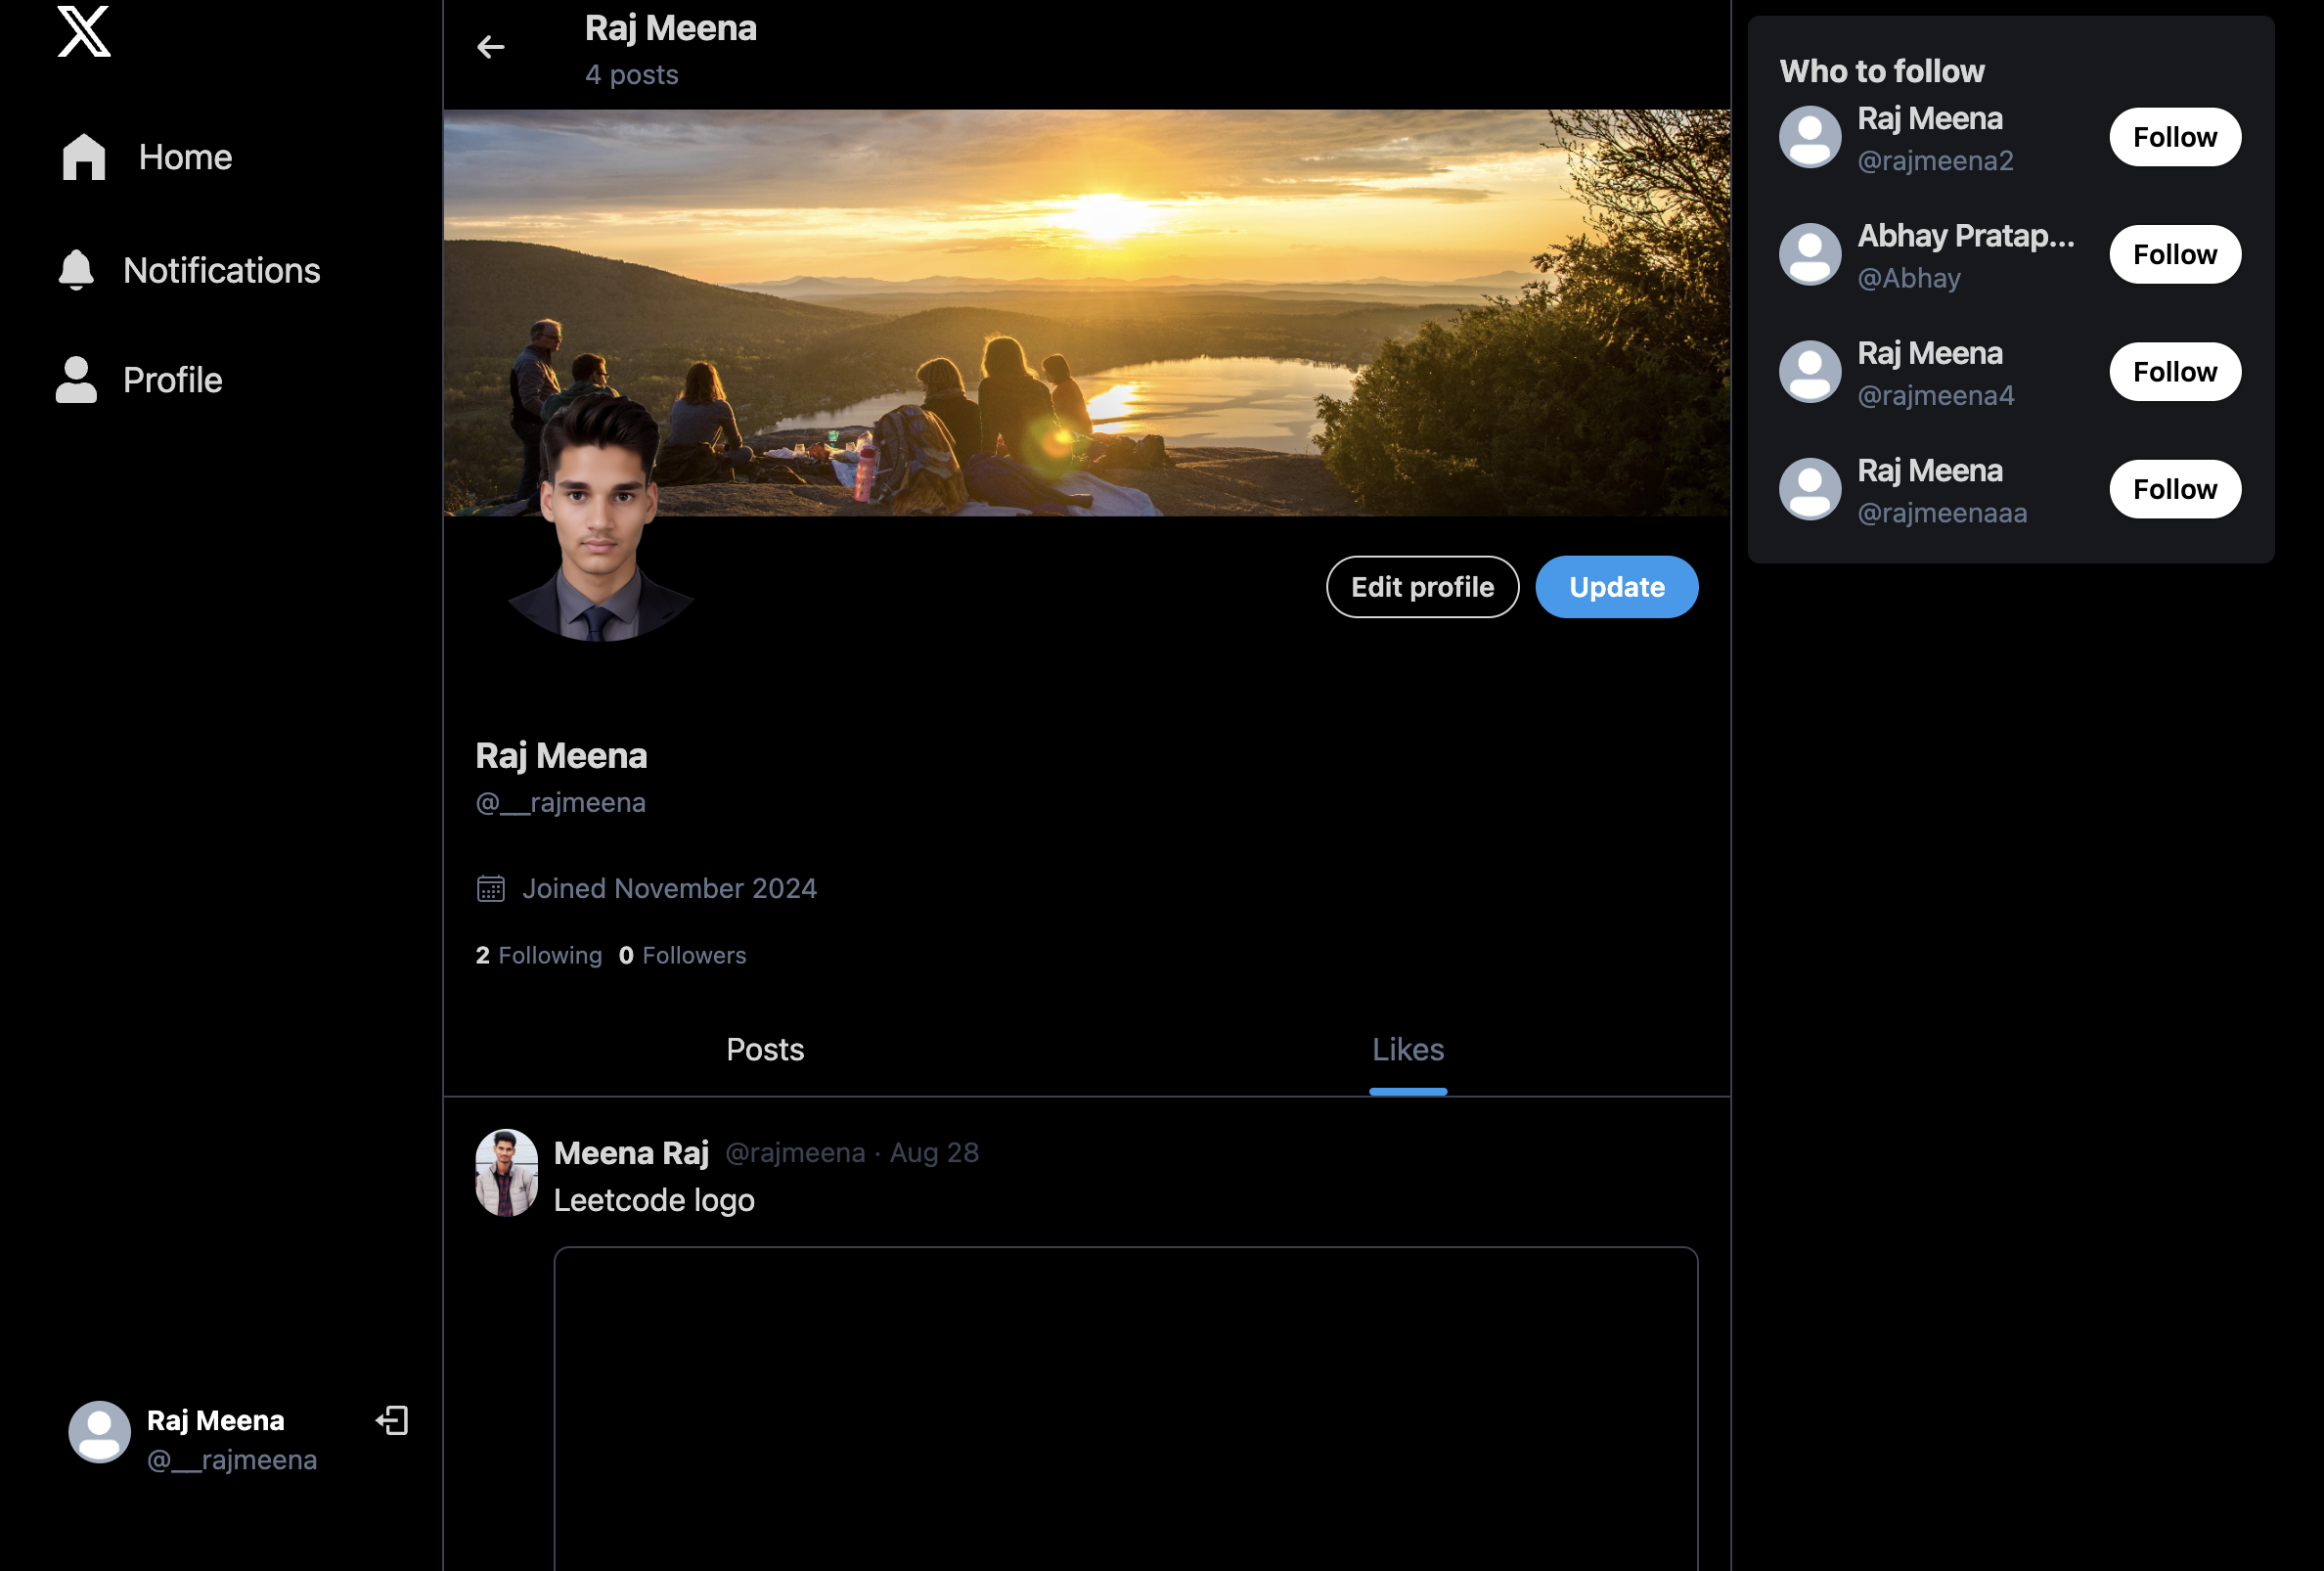 Home
Notifications
Profile
Raj Meena
@__rajmeena
Raj Meena
4 posts
Edit profile
Update
Raj Meena
@__rajmeena
Joined November 2024
2 Following 0 Followers
Posts
Likes
Meena Raj @rajmeena · Aug 28
Leetcode logo
Who to follow
Raj Meena
@rajmeena2
Follow
Abhay Pratap...
@Abhay
Follow
Raj Meena
@rajmeena4
Follow
Raj Meena
@rajmeenaaa
Follow